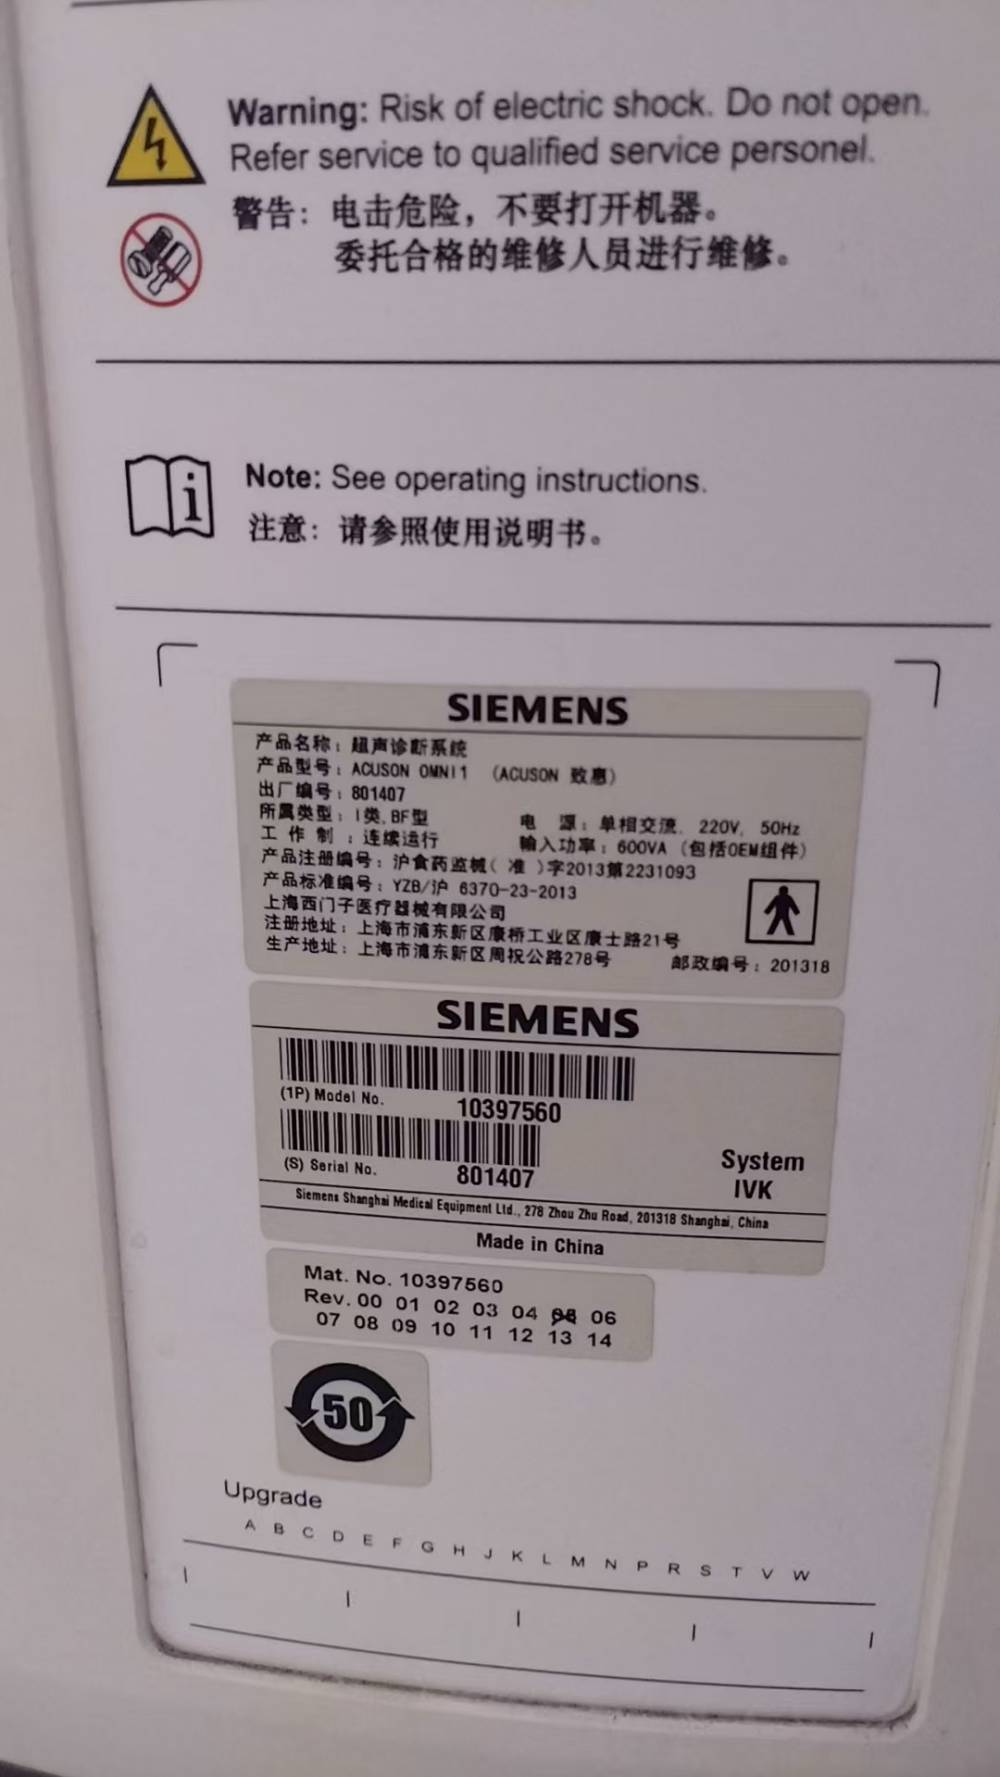 Warning: Risk of electric shock. Do not open.
Refer service to qualified service personel.
警告：电击危险，不要打开机器。
委托合格的维修人员进行维修。
Note: See operating instructions.
注意：请参照使用说明书。
SIEMENS
产品名称：超声诊断系统
产品型号：ACUSON OMNI1 (ACUSON 致惠)
出厂编号：801407
所属类型：I类, BF型 电 源：单相交流, 220V, 50Hz
工 作 制：连续运行 输入功率：600VA (包括OEM组件)
产品注册编号：沪食药监械( 准 )字2013第2231093
产品标准编号：YZB/沪 6370-23-2013
上海西门子医疗器械有限公司
注册地址：上海市浦东新区康桥工业区康士路21号
生产地址：上海市浦东新区周祝公路278号 邮政编号：201318
SIEMENS
(1P) Model No. 10397560
(S) Serial No. 801407
System
IVK
Siemens Shanghai Medical Equipment Ltd., 278 Zhou Zhu Road, 201318 Shanghai, China
Made in China
Mat. No. 10397560
Rev. 00 01 02 03 04 06
07 08 09 10 11 12 13 14
50
Upgrade
A B C D E F G H J K L M N P R S T V W